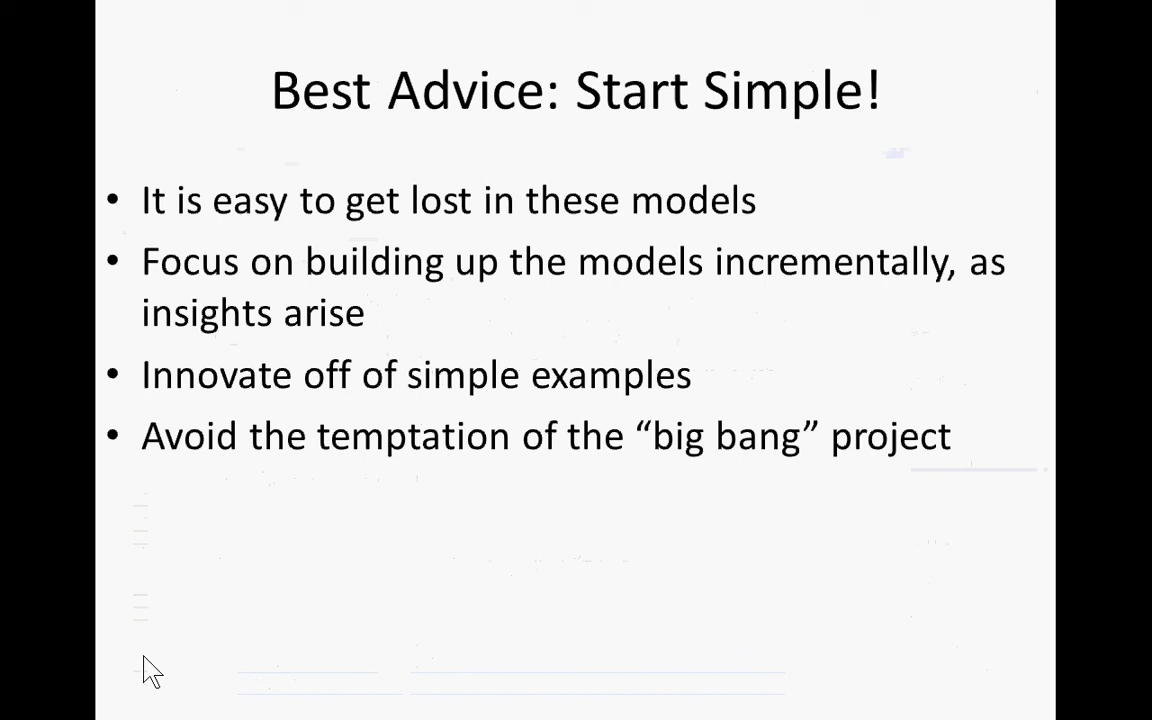 Best Advice: Start Simple!
• It is easy to get lost in these models
• Focus on building up the models incrementally, as
insights arise
• Innovate off of simple examples
• Avoid the temptation of the “big bang” project